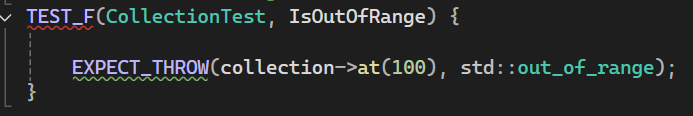 TEST_F(CollectionTest, IsOutOfRange) {
EXPECT_THROW(collection->at(100), std::out_of_range);
}